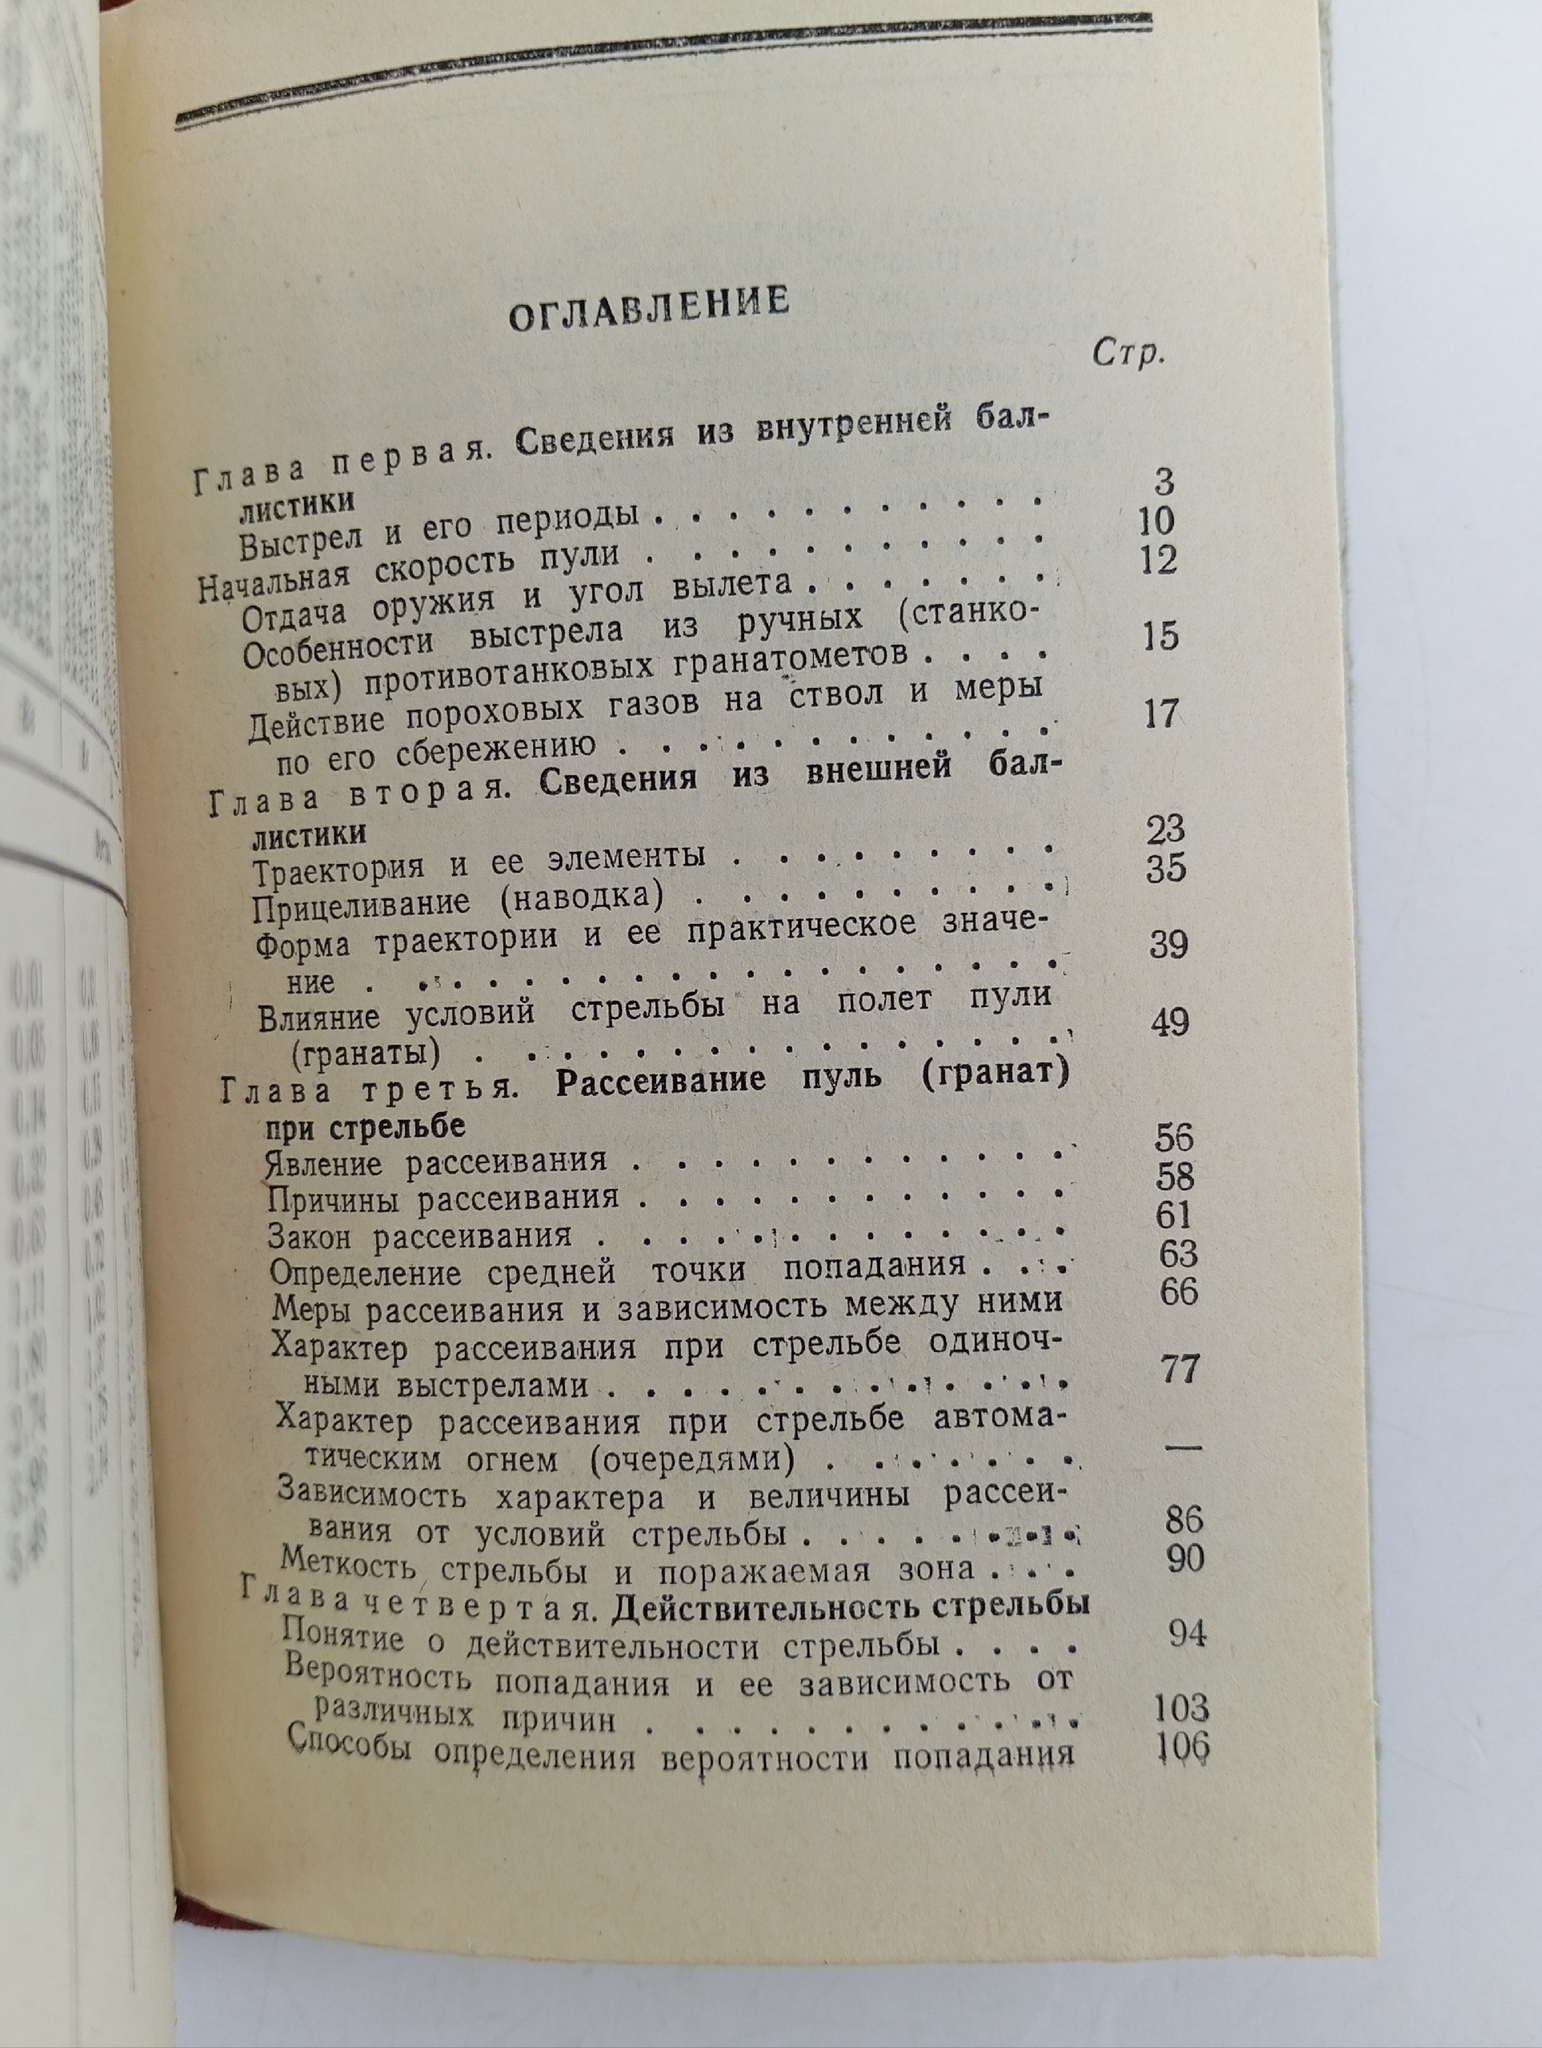 ОГЛАВЛЕНИЕ
Стр.
Глава первая. Сведения из внутренней бал-
листики
Выстрел и его периоды . . . . . . . . . . . 3
Начальная скорость пули . . . . . . . . . . . 10
Отдача оружия и угол вылета . . . . . . . 12
Особенности выстрела из ручных (станко-
вых) противотанковых гранатометов . . . . 15
Действие пороховых газов на ствол и меры
по его сбережению . . . . . . . . . . . . 17
Глава вторая. Сведения из внешней бал-
листики
Траектория и ее элементы . . . . . . . . . 23
Прицеливание (наводка) . . . . . . . . . . 35
Форма траектории и ее практическое значе-
ние . . . . . . . . . . . . . . . . . . 39
Влияние условий стрельбы на полет пули
(гранаты) . . . . . . . . . . . . . . . . 49
Глава третья. Рассеивание пуль (гранат)
при стрельбе
Явление рассеивания . . . . . . . . . . . . 56
Причины рассеивания . . . . . . . . . . . . 58
Закон рассеивания . . . . . . . . . . . . . 61
Определение средней точки попадания . . . . 63
Меры рассеивания и зависимость между ними 66
Характер рассеивания при стрельбе одиноч-
ными выстрелами . . . . . . . . . . . . . 77
Характер рассеивания при стрельбе автома-
тическим огнем (очередями) . . . . . . . —
Зависимость характера и величины рассеи-
вания от условий стрельбы . . . . . . . . 86
Меткость стрельбы и поражаемая зона . . . . 90
Глава четвертая. Действительность стрельбы
Понятие о действительности стрельбы . . . . 94
Вероятность попадания и ее зависимость от
различных причин . . . . . . . . . . . . 103
Способы определения вероятности попадания 106